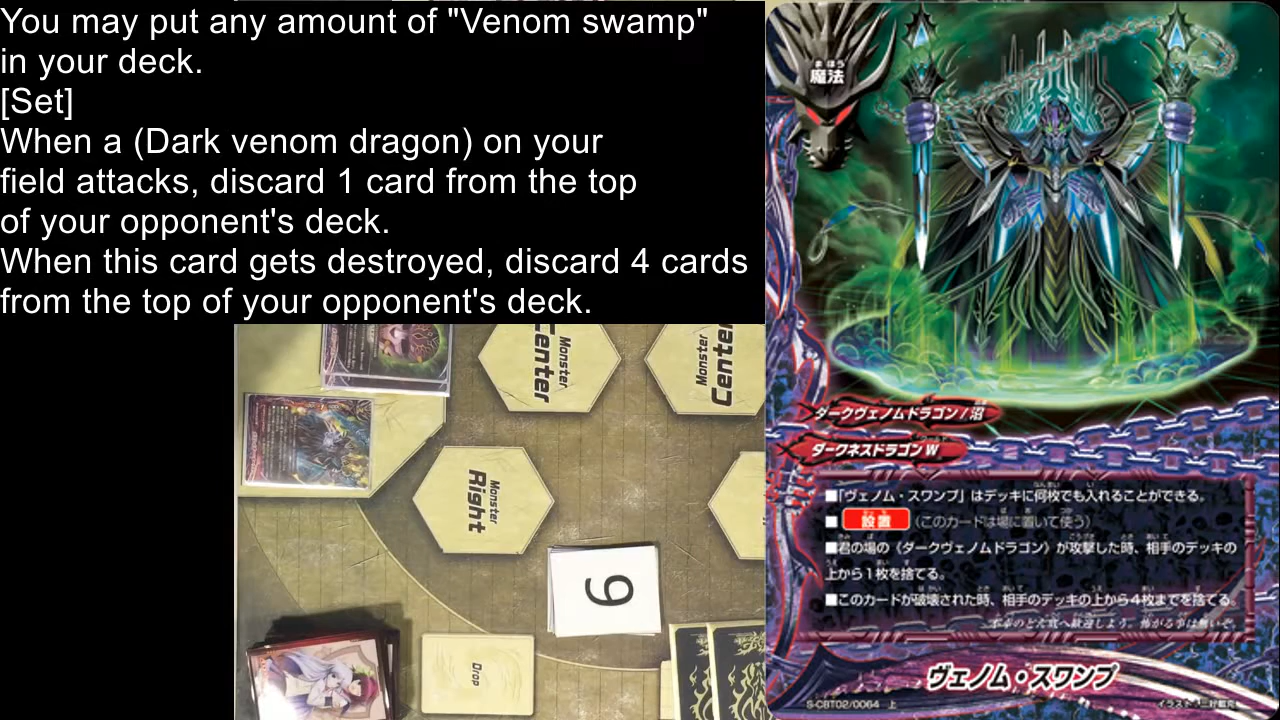 You may put any amount of "Venom swamp"
in your deck.
[Set]
When a (Dark venom dragon) on your
field attacks, discard 1 card from the top
of your opponent's deck.
When this card gets destroyed, discard 4 cards
from the top of your opponent's deck.
Monster
Center
Monster
Center
Monster
Right
9
Drop
魔法
ダークヴェノムドラゴン / 沼
ダークネスドラゴンW
■「ヴェノム・スワンプ」はデッキに何枚でも入れることができる。
■ 設置 (このカードは場に置いて使う)
■君の場の《ダークヴェノムドラゴン》が攻撃した時、相手のデッキの
上から1枚を捨てる。
■このカードが破壊された時、相手のデッキの上から4枚までを捨てる。
ヴェノム・スワンプ
S-CBT02/0064 上